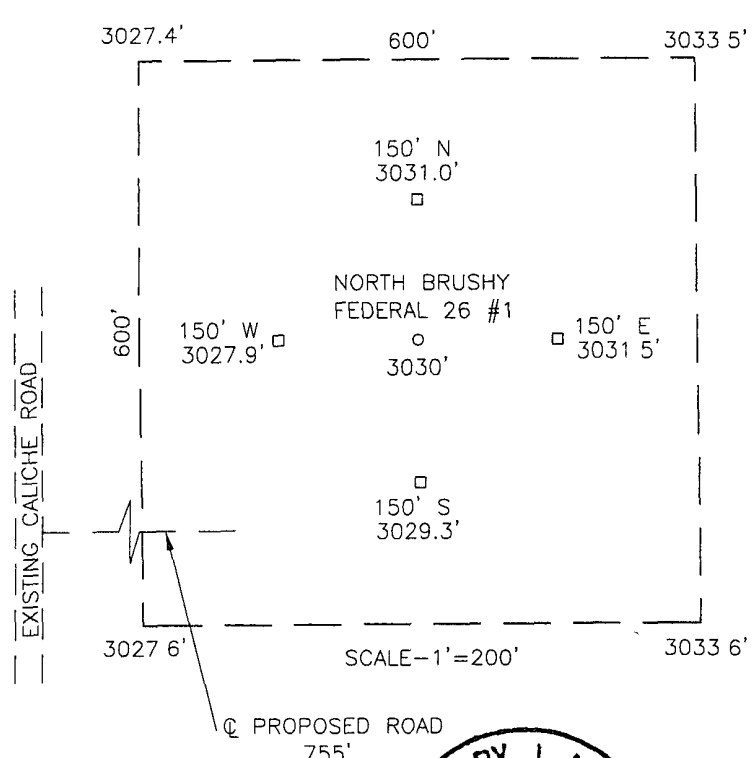 3027.4' 600' 3033 5'
150' N
3031.0'
NORTH BRUSHY
FEDERAL 26 #1
600'
150' W
3027.9'
3030'
150' E
3031 5'
EXISTING CALICHE ROAD
150' S
3029.3'
3027 6' SCALE-1'=200' 3033 6'
℄ PROPOSED ROAD
755'